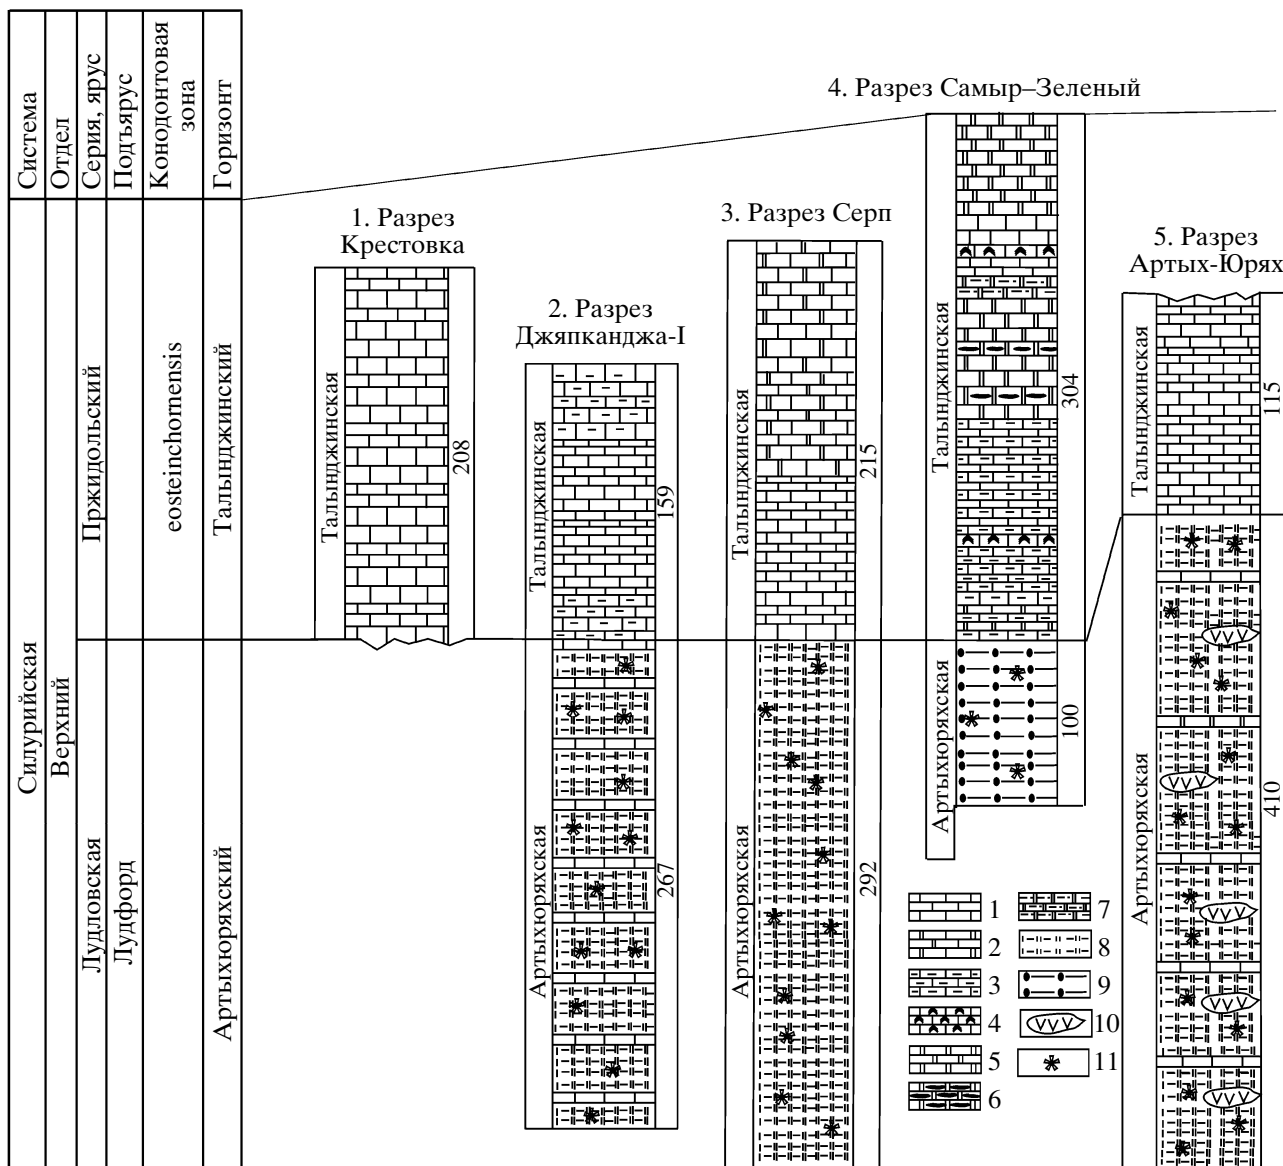 Система
Отдел
Серия, ярус
Подъярус
Конодонтовая
зона
Горизонт
Силурийская
Верхний
Пржидольский
Лудловская
Лудфорд
eosteinchornensis
Талынджинский
Артыхюряхский
1. Разрез
Крестовка
Талынджинская
208
2. Разрез
Джяпканджа-I
Талынджинская
159
Артыхюряхская
267
3. Разрез Серп
Талынджинская
215
Артыхюряхская
292
4. Разрез Самыр–Зеленый
Талынджинская
304
Артыхюряхская
100
5. Разрез
Артых-Юрях
Талынджинская
115
Артыхюряхская
410
1
2
3
4
5
6
7
8
9
10
11